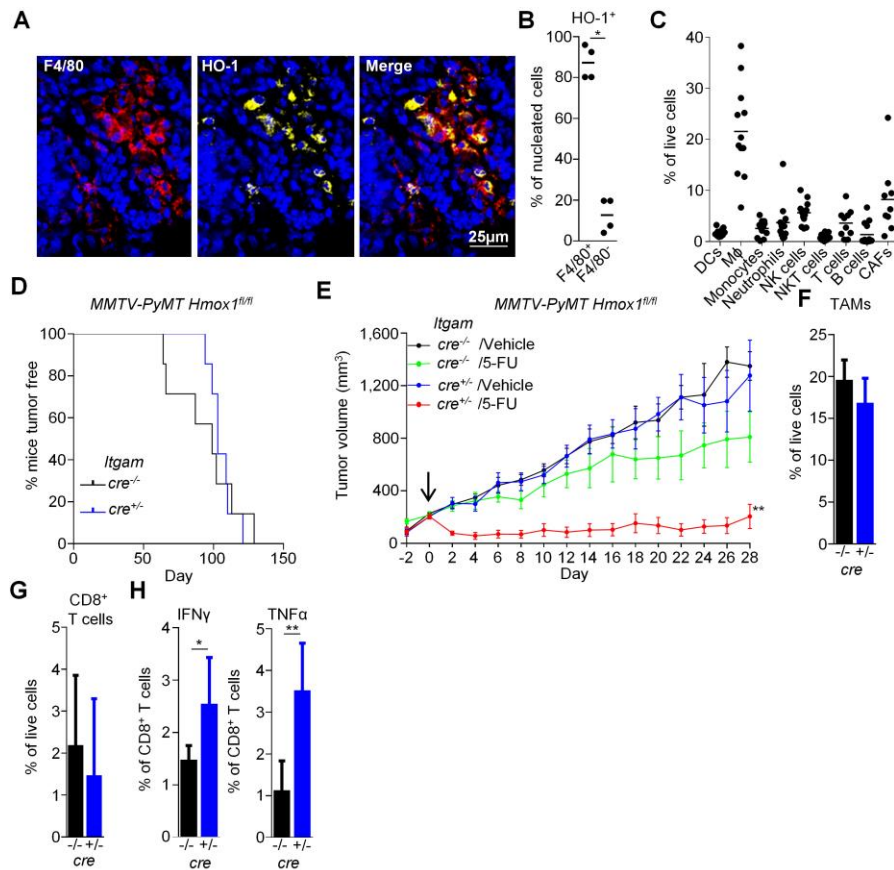 A
F4/80
HO-1
Merge
25μm
B
HO-1⁺
*
% of nucleated cells
100
80
60
40
20
0
F4/80⁺
F4/80⁻
C
% of live cells
40
30
20
10
0
DCs
Mϕ
Monocytes
Neutrophils
NK cells
NKT cells
T cells
B cells
CAFs
D
MMTV-PyMT Hmox1fl/fl
% mice tumor free
100
80
60
40
20
0
Itgam
cre⁻/⁻
cre⁺/⁻
0 50 100 150
Day
E
MMTV-PyMT Hmox1fl/fl
Itgam
cre⁻/⁻ /Vehicle
cre⁻/⁻ /5-FU
cre⁺/⁻ /Vehicle
cre⁺/⁻ /5-FU
Tumor volume (mm³)
1,600
1,200
800
400
0
**
-2 0 2 4 6 8 10 12 14 16 18 20 22 24 26 28
Day
F
TAMs
% of live cells
25
20
15
10
5
0
-/- +/-
cre
G
CD8⁺
T cells
% of live cells
5
4
3
2
1
0
-/- +/-
cre
H
IFNγ
*
% of CD8⁺ T cells
5
4
3
2
1
0
-/- +/-
cre
TNFα
**
% of CD8⁺ T cells
5
4
3
2
1
0
-/- +/-
cre